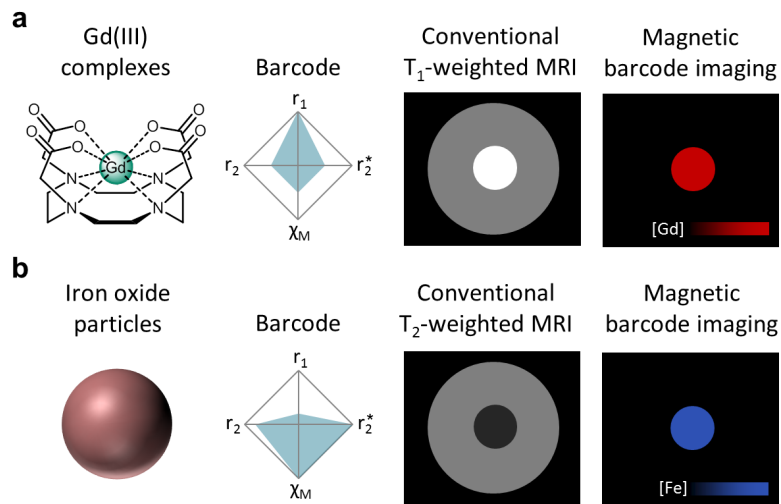 a
Gd(III)
complexes
Barcode
Conventional
T₁-weighted MRI
Magnetic
barcode imaging
O
O
O
O
O
O
O
O
Gd
N
N
N
N
r₁
r₂
r₂*
χM
[Gd]
b
Iron oxide
particles
Barcode
Conventional
T₂-weighted MRI
Magnetic
barcode imaging
r₁
r₂
r₂*
χM
[Fe]